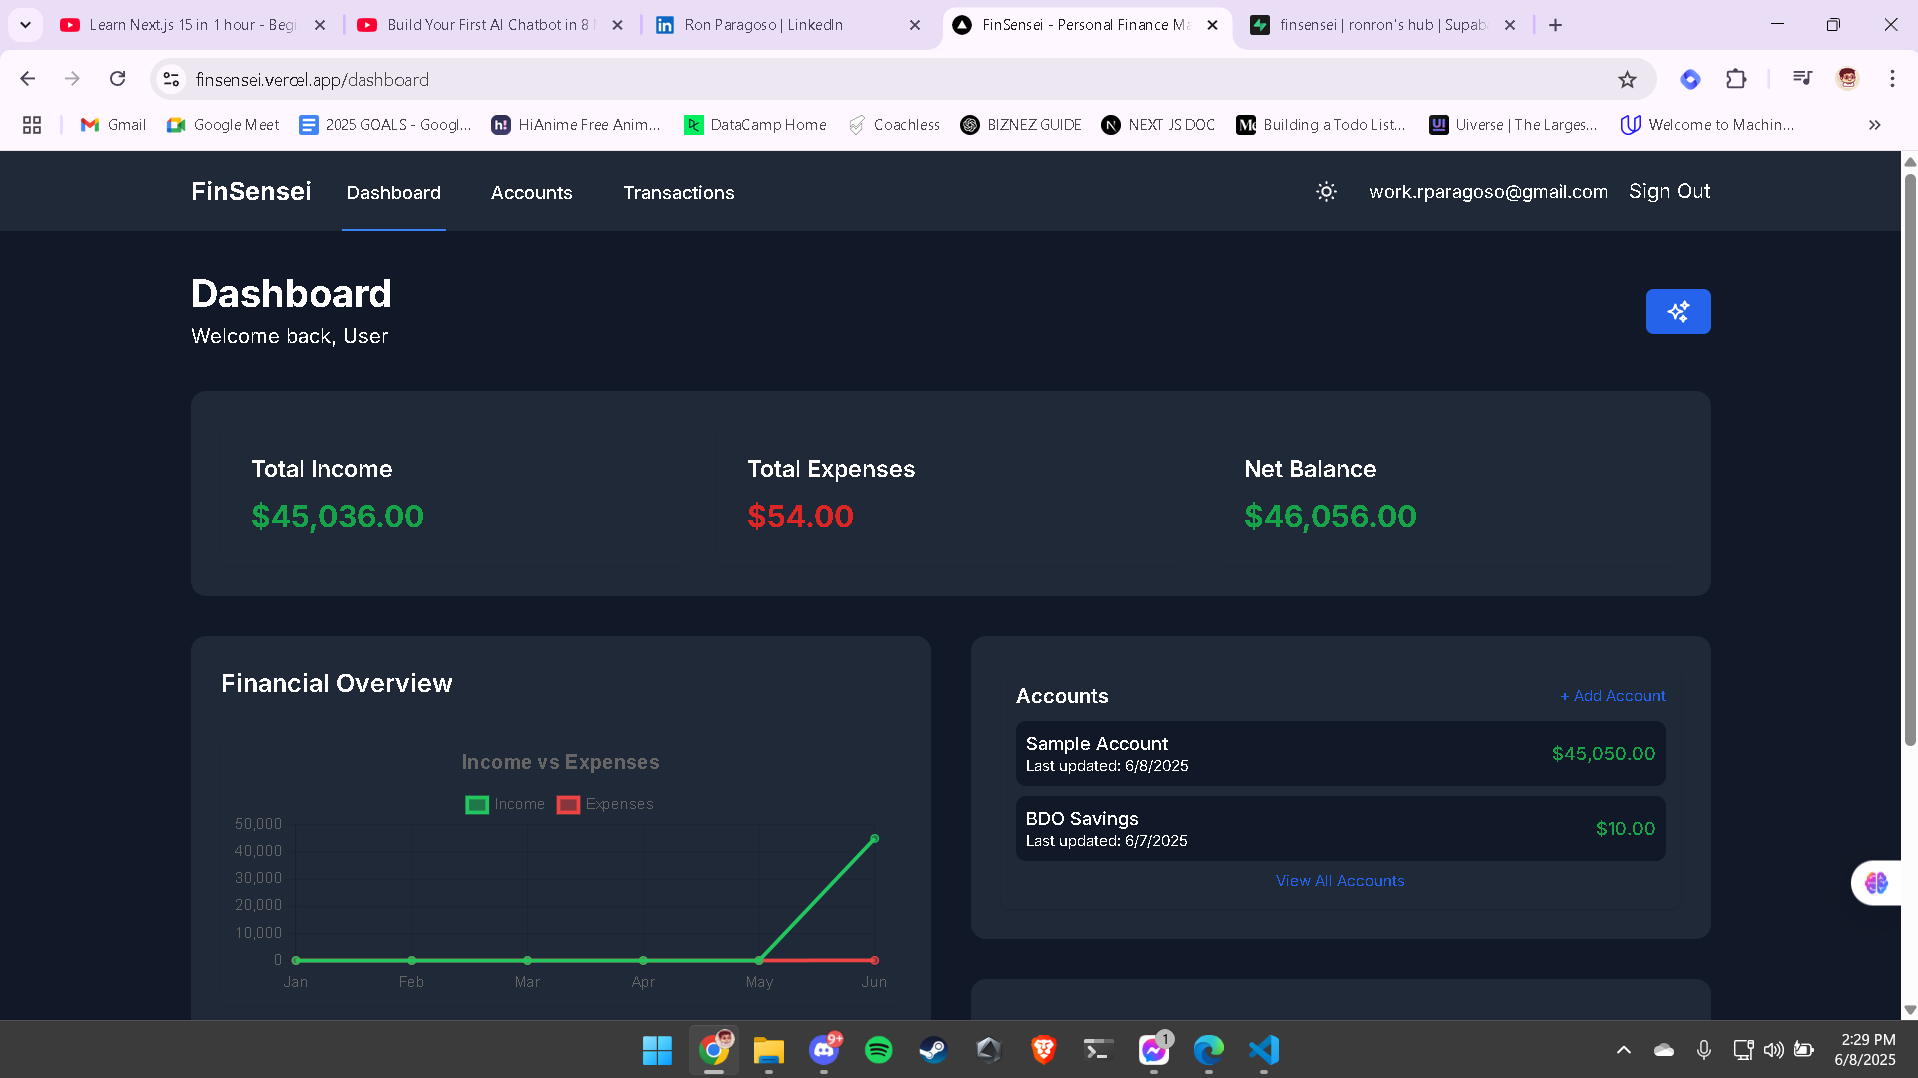 Learn Next.js 15 in 1 hour - Begi
Build Your First AI Chatbot in 8 M
Ron Paragoso | LinkedIn
FinSensei - Personal Finance Ma
finsensei | ronron's hub | Supaba
finsensei.vercel.app/dashboard
Gmail
Google Meet
2025 GOALS - Googl...
HiAnime Free Anim...
DataCamp Home
Coachless
BIZNEZ GUIDE
NEXT JS DOC
Building a Todo List...
Uiverse | The Larges...
Welcome to Machin...
FinSensei
Dashboard
Accounts
Transactions
work.rparagoso@gmail.com
Sign Out
Dashboard
Welcome back, User
Total Income
$45,036.00
Total Expenses
$54.00
Net Balance
$46,056.00
Financial Overview
Income vs Expenses
Income
Expenses
50,000
40,000
30,000
20,000
10,000
0
Jan
Feb
Mar
Apr
May
Jun
Accounts
+ Add Account
Sample Account
Last updated: 6/8/2025
$45,050.00
BDO Savings
Last updated: 6/7/2025
$10.00
View All Accounts
9+
1
2:29 PM
6/8/2025